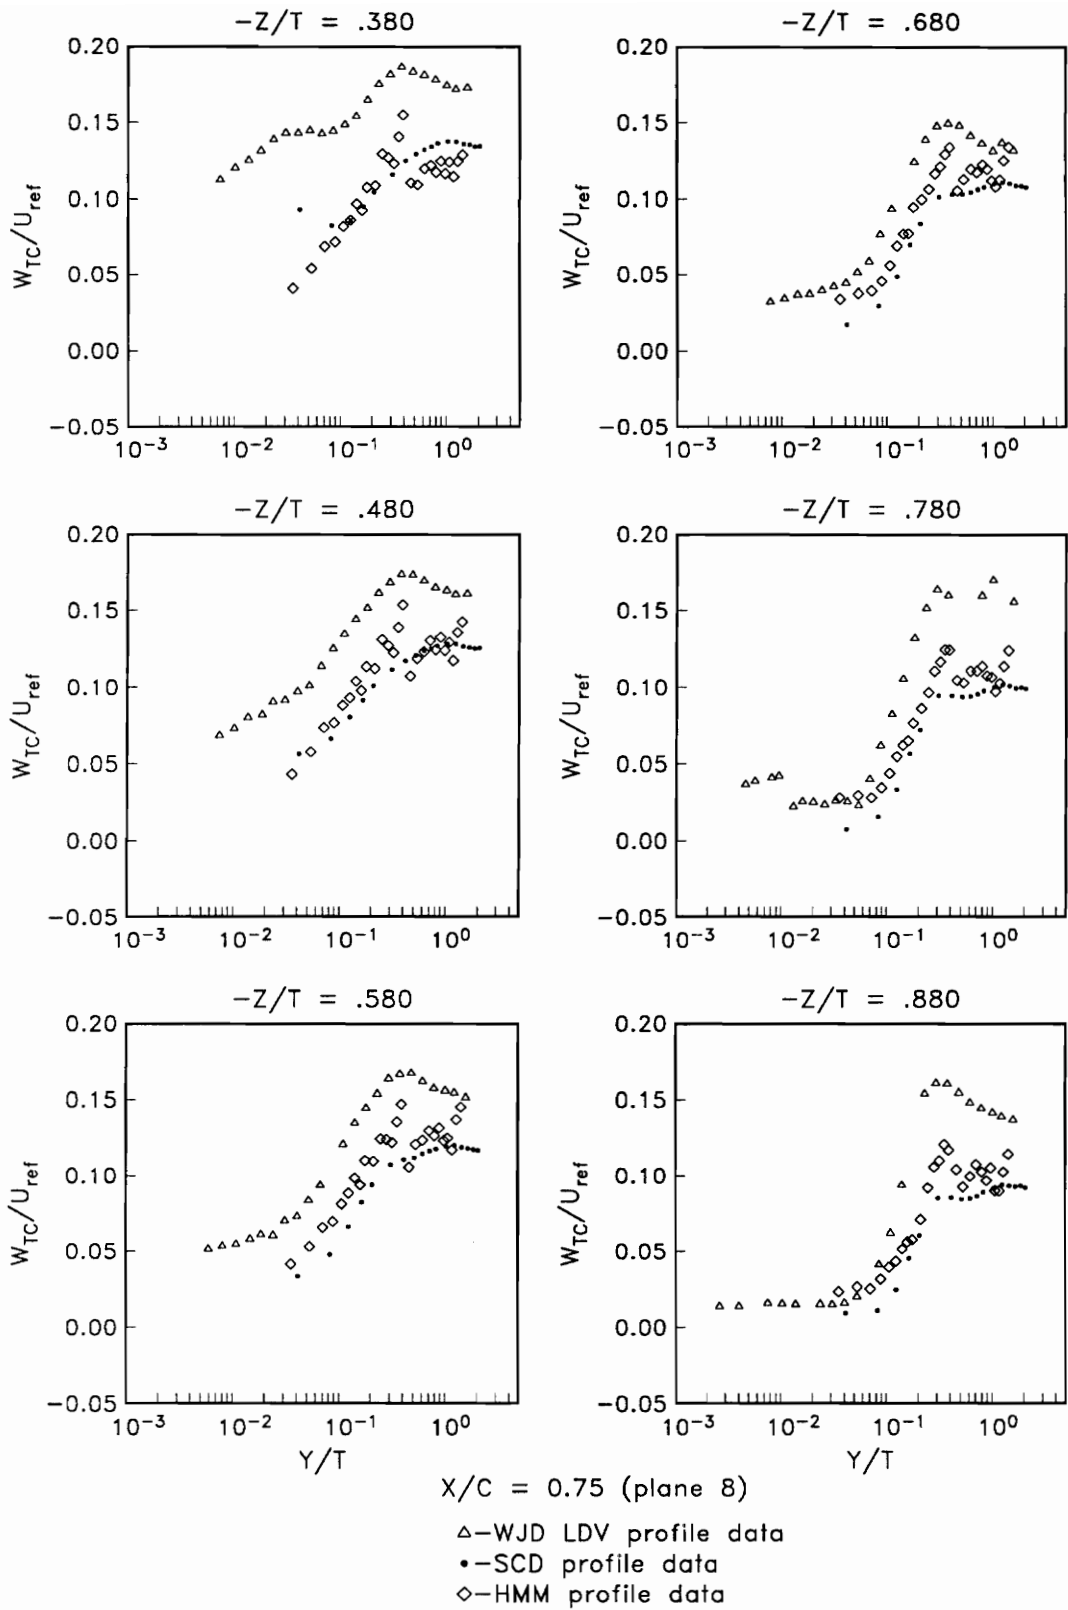 -Z/T = .380
0.20
0.15
0.10
0.05
0.00
-0.05
W_TC/U_ref
10^-3 10^-2 10^-1 10^0
-Z/T = .680
0.20
0.15
0.10
0.05
0.00
-0.05
W_TC/U_ref
10^-3 10^-2 10^-1 10^0
-Z/T = .480
0.20
0.15
0.10
0.05
0.00
-0.05
W_TC/U_ref
10^-3 10^-2 10^-1 10^0
-Z/T = .780
0.20
0.15
0.10
0.05
0.00
-0.05
W_TC/U_ref
10^-3 10^-2 10^-1 10^0
-Z/T = .580
0.20
0.15
0.10
0.05
0.00
-0.05
W_TC/U_ref
10^-3 10^-2 10^-1 10^0
Y/T
-Z/T = .880
0.20
0.15
0.10
0.05
0.00
-0.05
W_TC/U_ref
10^-3 10^-2 10^-1 10^0
Y/T
X/C = 0.75 (plane 8)
△-WJD LDV profile data
•-SCD profile data
◇-HMM profile data